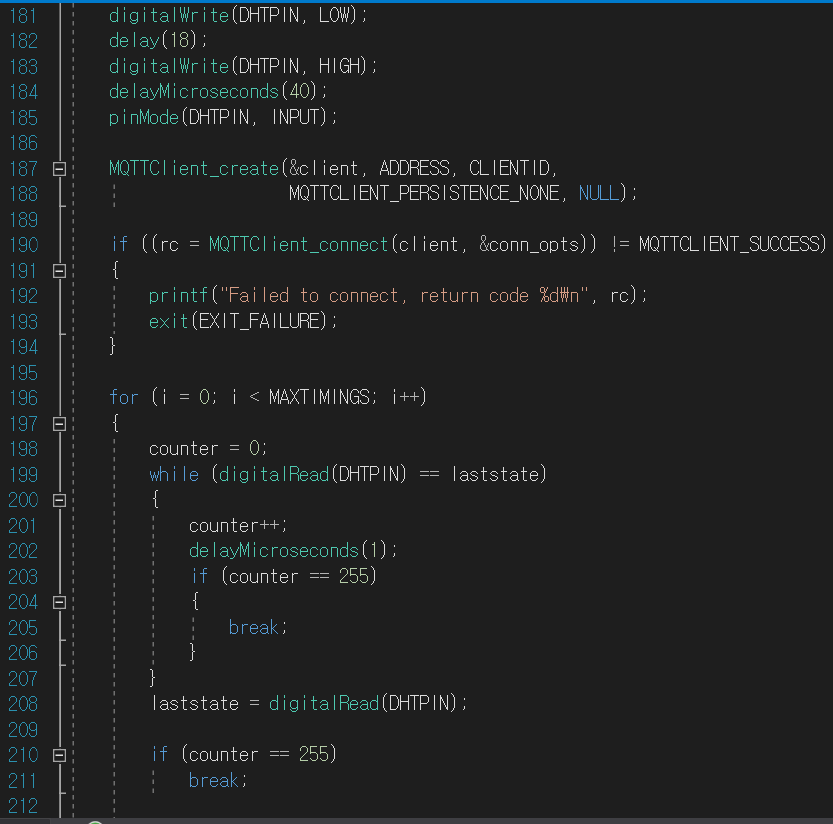 181 digitalWrite(DHTPIN, LOW);
182 delay(18);
183 digitalWrite(DHTPIN, HIGH);
184 delayMicroseconds(40);
185 pinMode(DHTPIN, INPUT);
186
187 MQTTClient_create(&client, ADDRESS, CLIENTID,
188 MQTTCLIENT_PERSISTENCE_NONE, NULL);
189
190 if ((rc = MQTTClient_connect(client, &conn_opts)) != MQTTCLIENT_SUCCESS)
191 {
192 printf("Failed to connect, return code %d₩n", rc);
193 exit(EXIT_FAILURE);
194 }
195
196 for (i = 0; i < MAXTIMINGS; i++)
197 {
198 counter = 0;
199 while (digitalRead(DHTPIN) == laststate)
200 {
201 counter++;
202 delayMicroseconds(1);
203 if (counter == 255)
204 {
205 break;
206 }
207 }
208 laststate = digitalRead(DHTPIN);
209
210 if (counter == 255)
211 break;
212